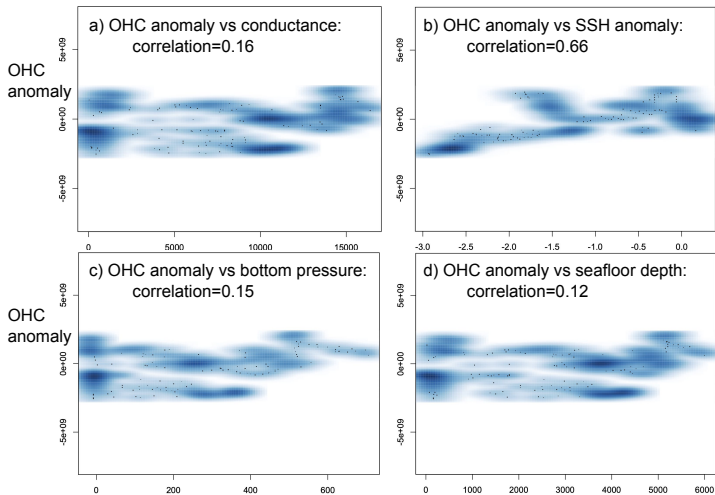 a) OHC anomaly vs conductance:
correlation=0.16
b) OHC anomaly vs SSH anomaly:
correlation=0.66
OHC
anomaly
5e+09
0e+00
-5e+09
5e+09
0e+00
-5e+09
0 5000 10000 15000
-3.0 -2.5 -2.0 -1.5 -1.0 -0.5 0.0
c) OHC anomaly vs bottom pressure:
correlation=0.15
d) OHC anomaly vs seafloor depth:
correlation=0.12
OHC
anomaly
5e+09
0e+00
-5e+09
5e+09
0e+00
-5e+09
0 200 400 600
0 1000 2000 3000 4000 5000 6000